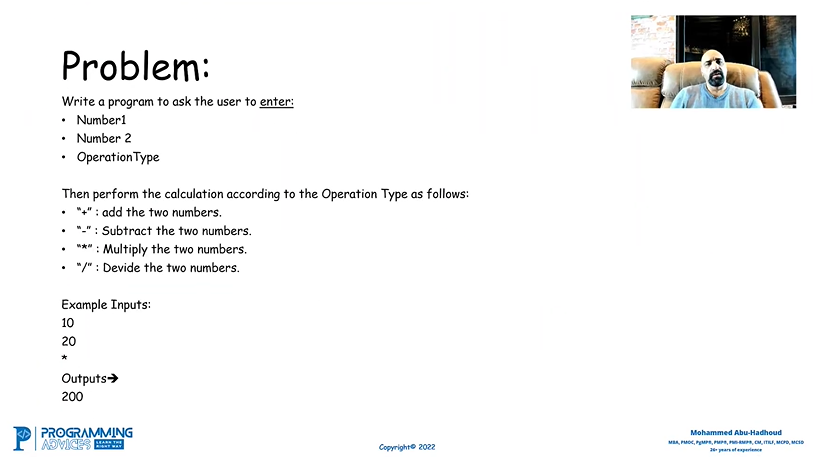 Problem:
Write a program to ask the user to enter:
• Number1
• Number 2
• OperationType
Then perform the calculation according to the Operation Type as follows:
• “+” : add the two numbers.
• “-” : Subtract the two numbers.
• “*” : Multiply the two numbers.
• “/” : Devide the two numbers.
Example Inputs:
10
20
*
Outputs➔
200
PROGRAMMING
ADVICES LEARN THE RIGHT WAY
Copyright© 2022
Mohammed Abu-Hadhoud
MBA, PMOC, PgMP®, PMP®, PMI-RMP®, CM, ITILF, MCPD, MCSD
26+ years of experience